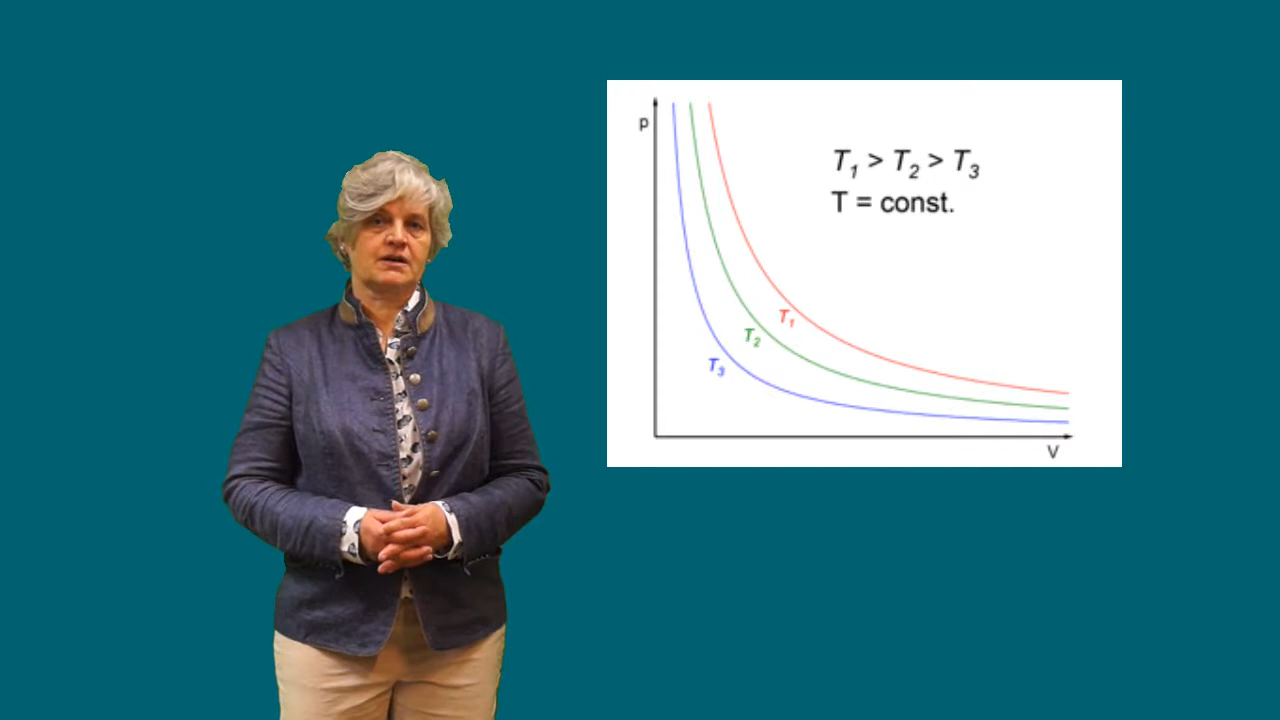 p
T₁ > T₂ > T₃
T = const.
T₁
T₂
T₃
V